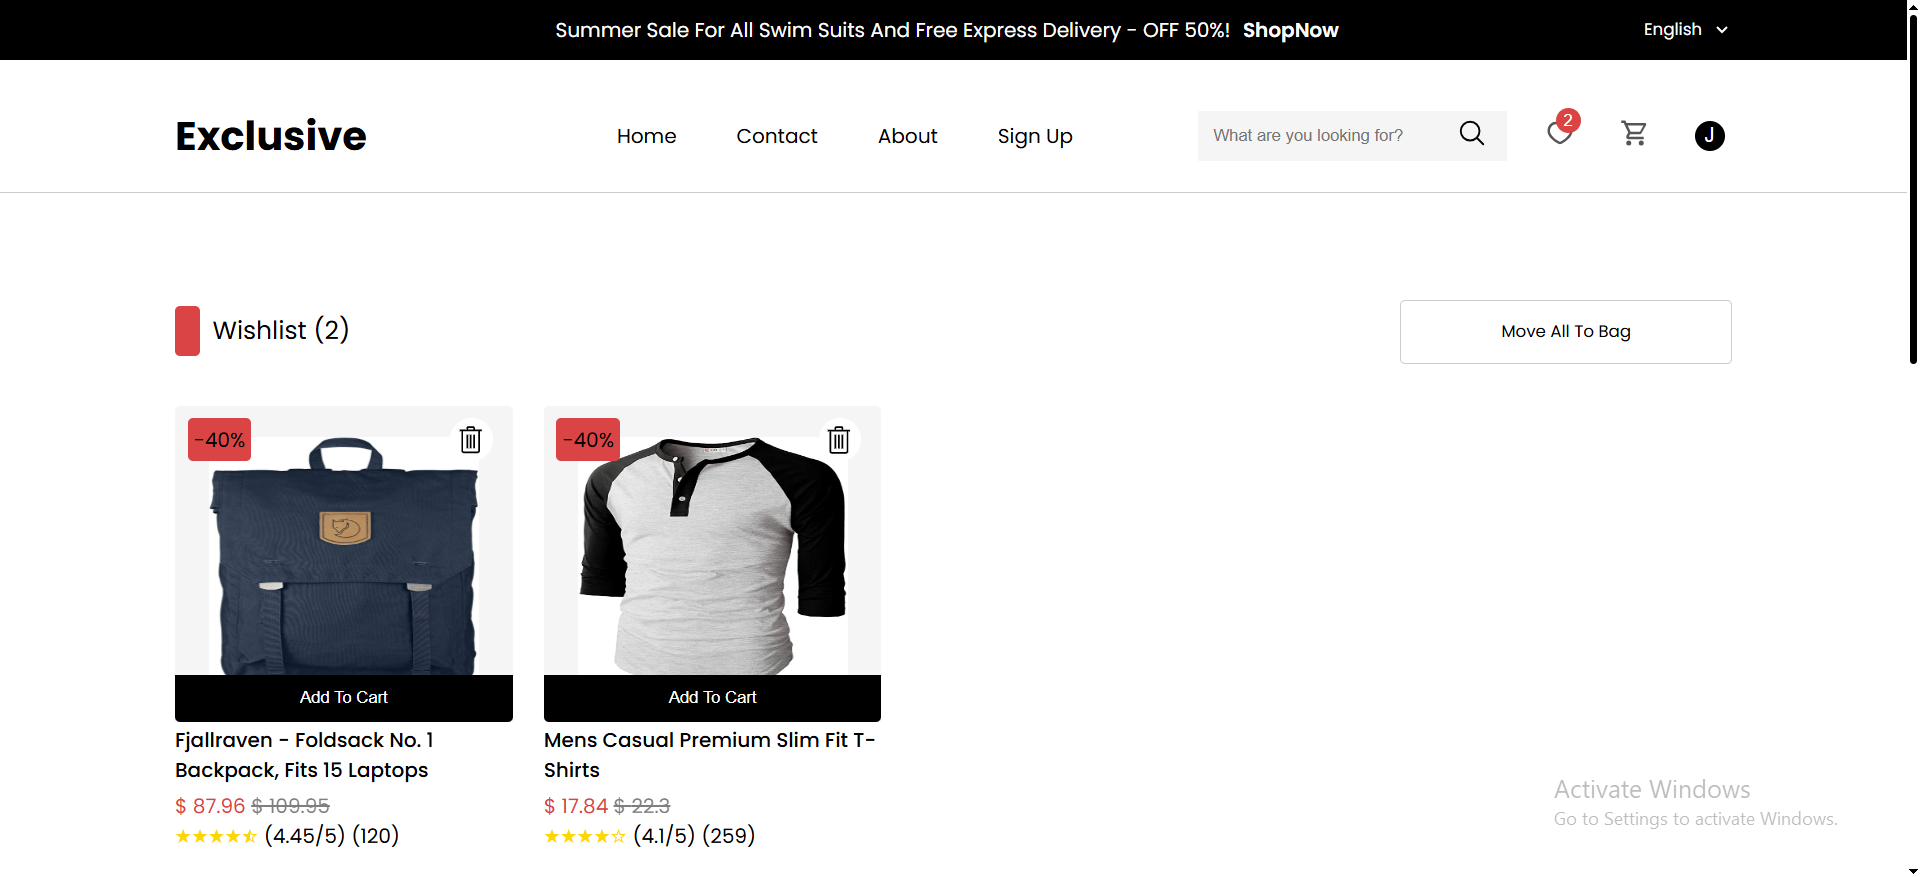 Summer Sale For All Swim Suits And Free Express Delivery - OFF 50%! ShopNow English
Exclusive Home Contact About Sign Up What are you looking for? 2 J
Wishlist (2) Move All To Bag
-40% -40%
Add To Cart Add To Cart
Fjallraven - Foldsack No. 1
Backpack, Fits 15 Laptops
$ 87.96 $ 109.95
(4.45/5) (120)
Mens Casual Premium Slim Fit T-
Shirts
$ 17.84 $ 22.3
(4.1/5) (259)
Activate Windows
Go to Settings to activate Windows.